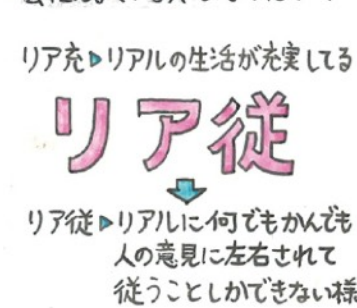 リア充▶リアルの生活が充実してる
リア従
リア従▶リアルに何でもかんでも
人の意見に左右されて
従うことしかできない様